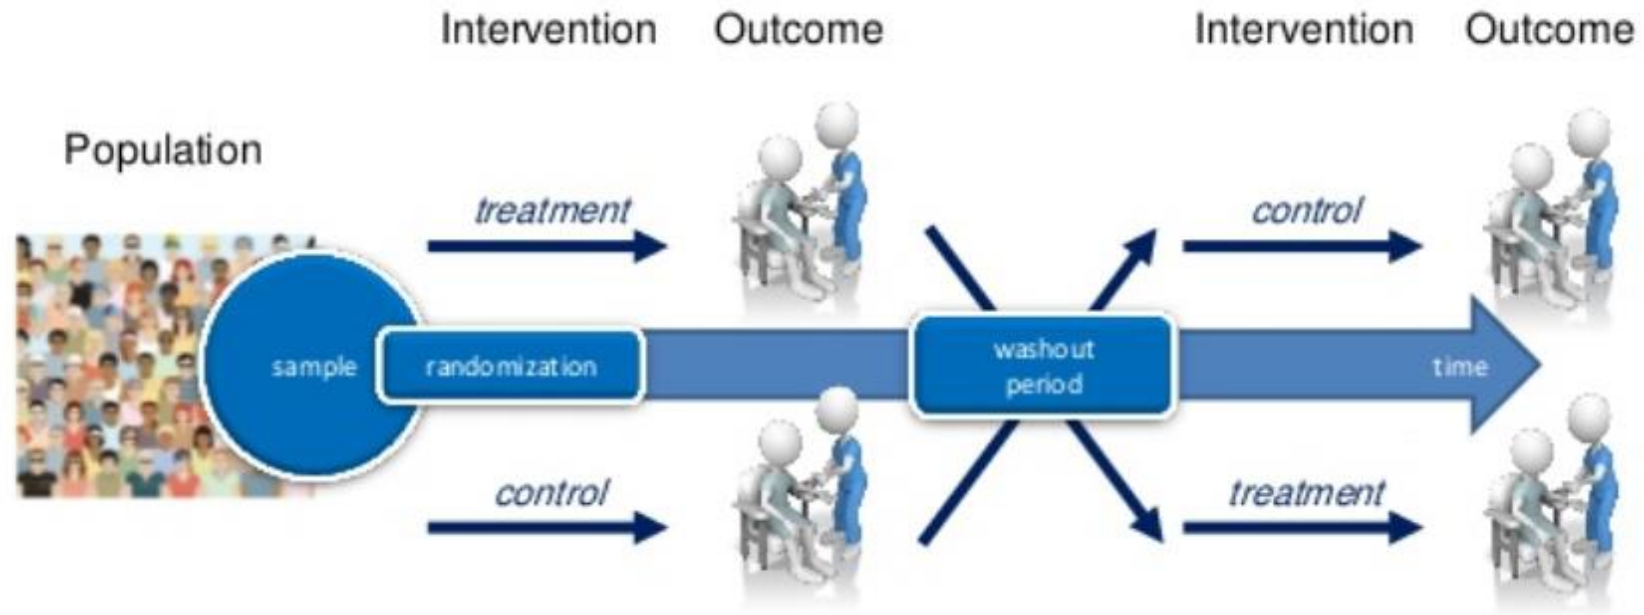 Intervention Outcome Intervention Outcome
Population
treatment control
sample randomization washout period time
control treatment